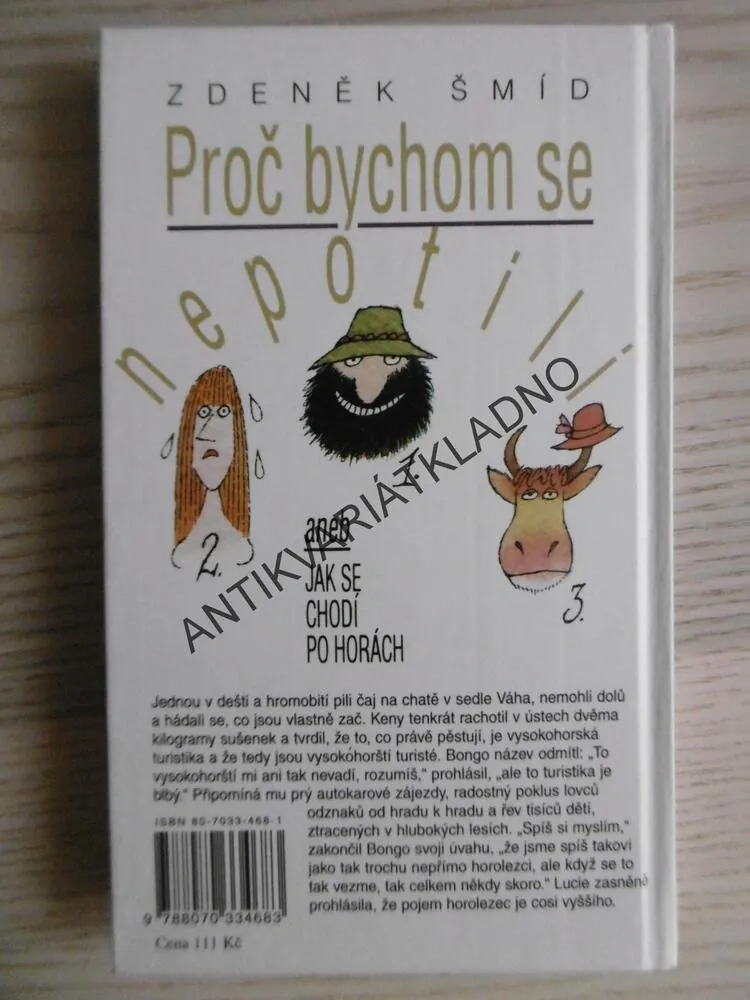 ZDENĚK ŠMÍD
Proč bychom se
nepotili.
1.
2.
3.
aneb
JAK SE
CHODÍ
PO HORÁCH
ANTIKVARIÁTKLADNO
Jednou v dešti a hromobití pili čaj na chatě v sedle Váha, nemohli dolů
a hádali se, co jsou vlastně zač. Keny tenkrát rachotil v ústech dvěma
kilogramy sušenek a tvrdil, že to, co právě pěstují, je vysokohorská
turistika a že tedy jsou vysokohorští turisté. Bongo název odmítl: „To
vysokohorští mi ani tak nevadí, rozumíš,“ prohlásil, „ale to turistika je
blbý.“ Připomíná mu prý autokarové zájezdy, radostný poklus lovců
odznaků od hradu k hradu a řev tisíců dětí,
ztracených v hlubokých lesích. „Spíš si myslím,“
zakončil Bongo svoji úvahu, „že jsme spíš takoví
jako tak trochu nepřímo horolezci, ale když se to
tak vezme, tak celkem někdy skoro.“ Lucie zasněně
prohlásila, že pojem horolezec je cosi vyššího.
ISBN 80-7033-468-1
9 788070 334683
Cena 111 Kč